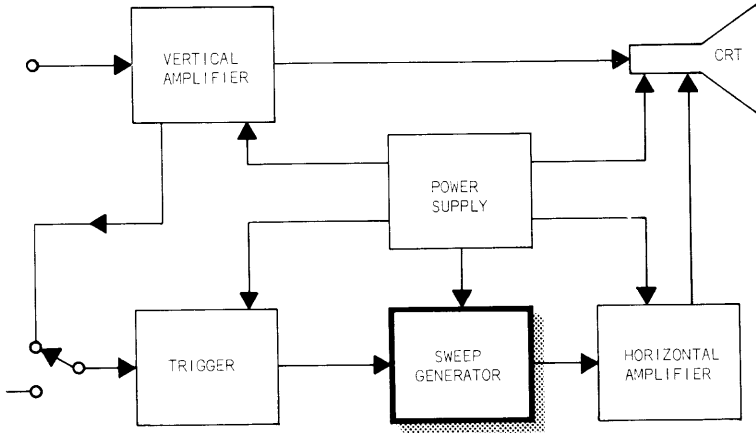 VERTICAL
AMPLIFIER
CRT
POWER
SUPPLY
TRIGGER
SWEEP
GENERATOR
HORIZONTAL
AMPLIFIER